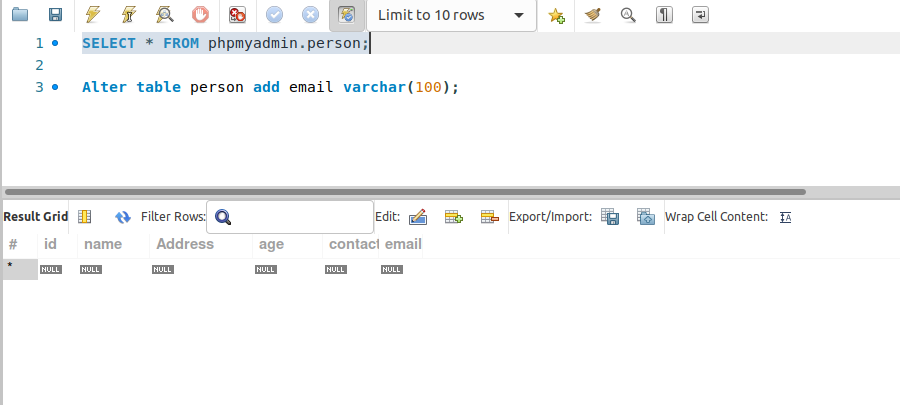 Limit to 10 rows
1 SELECT * FROM phpmyadmin.person;
2
3 Alter table person add email varchar(100);
Result Grid Filter Rows: Edit: Export/Import: Wrap Cell Content: IA
# id name Address age contact email
* NULL NULL NULL NULL NULL NULL